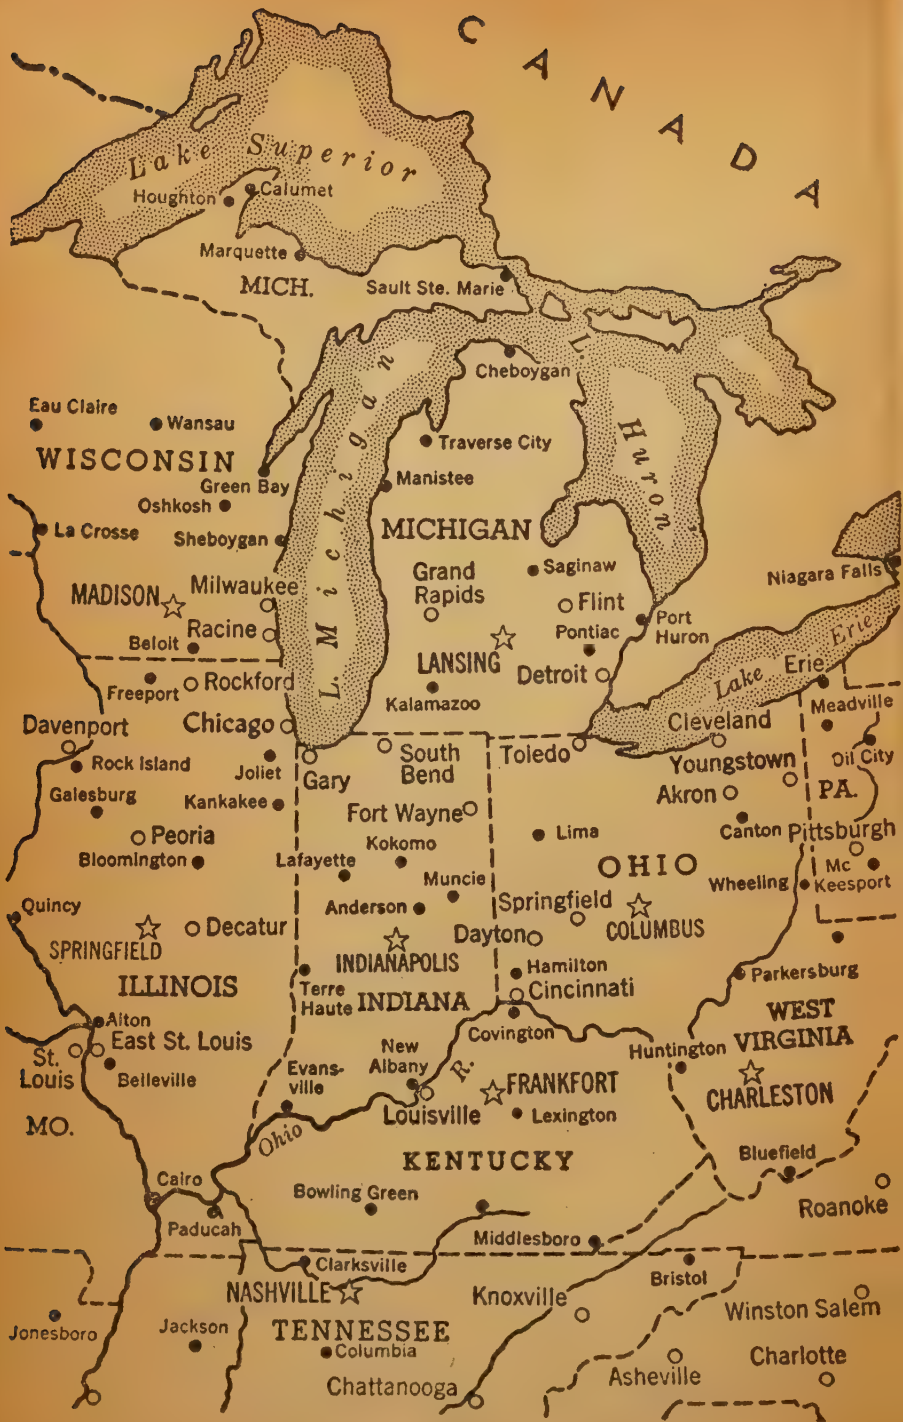 CANADA
Lake Superior
Calumet
Houghton
Marquette
MICH.
Sault Ste. Marie
L. Michigan
L. Huron
Cheboygan
Eau Claire
Wansau
Traverse City
WISCONSIN
Green Bay
Manistee
Oshkosh
La Crosse
Sheboygan
MICHIGAN
Saginaw
Niagara Falls
MADISON
Milwaukee
Grand
Rapids
Flint
Racine
Beloit
Pontiac
Port
Huron
LANSING
Detroit
Lake Erie
Erie
Freeport
Rockford
Kalamazoo
Meadville
Davenport
Chicago
Cleveland
Rock Island
Joliet
Gary
South
Bend
Toledo
Youngstown
Oil City
Galesburg
Kankakee
Fort Wayne
Akron
PA.
Peoria
Kokomo
Lima
Canton
Pittsburgh
Bloomington
Lafayette
OHIO
Mc
Keesport
Wheeling
Muncie
Quincy
Anderson
Springfield
SPRINGFIELD
Decatur
INDIANAPOLIS
Dayton
COLUMBUS
Hamilton
Parkersburg
ILLINOIS
Terre
Haute
INDIANA
Cincinnati
WEST
VIRGINIA
Alton
Covington
St.
Louis
East St. Louis
New
Albany
Huntington
Belleville
Evans-
ville
FRANKFORT
CHARLESTON
MO.
Louisville
Lexington
Ohio R.
KENTUCKY
Bluefield
Cairo
Bowling Green
Roanoke
Paducah
Middlesboro
Clarksville
Bristol
NASHVILLE
Knoxville
Winston Salem
Jonesboro
Jackson
TENNESSEE
Columbia
Charlotte
Asheville
Chattanooga